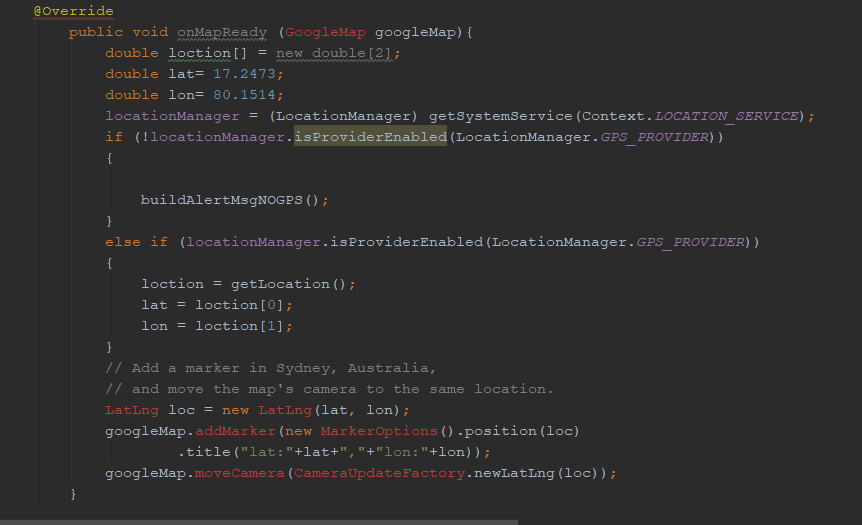 @Override
public void onMapReady (GoogleMap googleMap){
double loction[] = new double[2];
double lat= 17.2473;
double lon= 80.1514;
locationManager = (LocationManager) getSystemService(Context.LOCATION_SERVICE);
if (!locationManager.isProviderEnabled(LocationManager.GPS_PROVIDER))
{
buildAlertMsgNOGPS();
}
else if (locationManager.isProviderEnabled(LocationManager.GPS_PROVIDER))
{
loction = getLocation();
lat = loction[0];
lon = loction[1];
}
// Add a marker in Sydney, Australia,
// and move the map's camera to the same location.
LatLng loc = new LatLng(lat, lon);
googleMap.addMarker(new MarkerOptions().position(loc)
.title("lat:"+lat+","+"lon:"+lon));
googleMap.moveCamera(CameraUpdateFactory.newLatLng(loc));
}